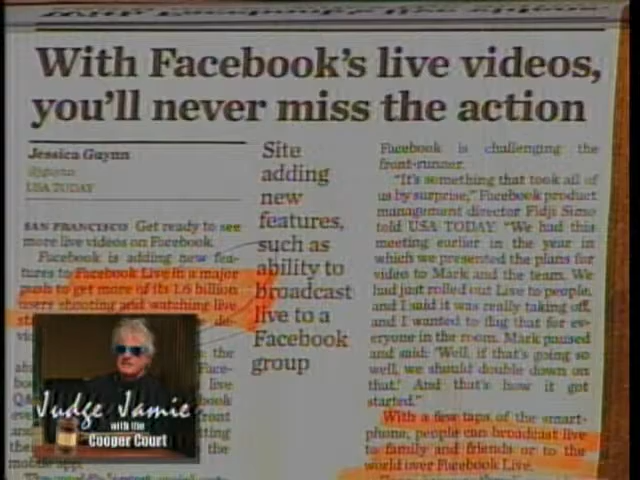 With Facebook's live videos,
you'll never miss the action
Jessica Guynn
@jguynn
USA TODAY
SAN FRANCISCO Get ready to see
more live videos on Facebook.
Facebook is adding new fea-
tures to Facebook Live in a major
push to get more of its 1.6 billion
users shooting and watching live
Site
adding
new
features,
such as
ability to
broadcast
live to a
Facebook
group
Facebook is challenging the
front-runner.
"It's something that took all of
us by surprise," Facebook product
management director Fidji Simo
told USA TODAY. "We had this
meeting earlier in the year in
which we presented the plans for
video to Mark and the team. We
had just rolled out Live to people,
and I said it was really taking off,
and I wanted to flag that for ev-
eryone in the room. Mark paused
and said: 'Well, if that's going so
well, we should double down on
that.' And that's how it got
started."
With a few taps of the smart-
phone, people can broadcast live
to family and friends or to the
world over Facebook Live.
Judge Jamie
with the
Cooper Court
mobile app.